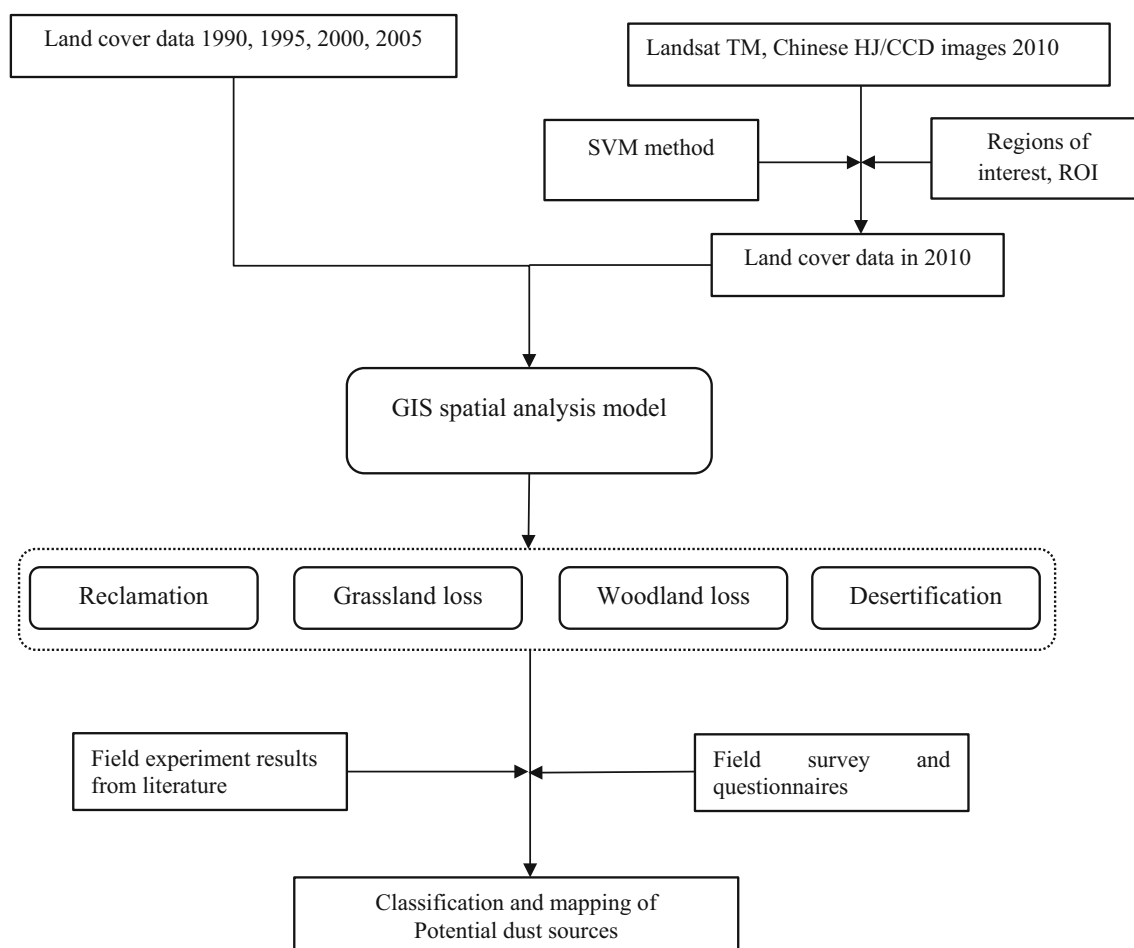 Land cover data 1990, 1995, 2000, 2005
Landsat TM, Chinese HJ/CCD images 2010
SVM method
Regions of
interest, ROI
Land cover data in 2010
GIS spatial analysis model
Reclamation
Grassland loss
Woodland loss
Desertification
Field experiment results
from literature
Field survey and
questionnaires
Classification and mapping of
Potential dust sources